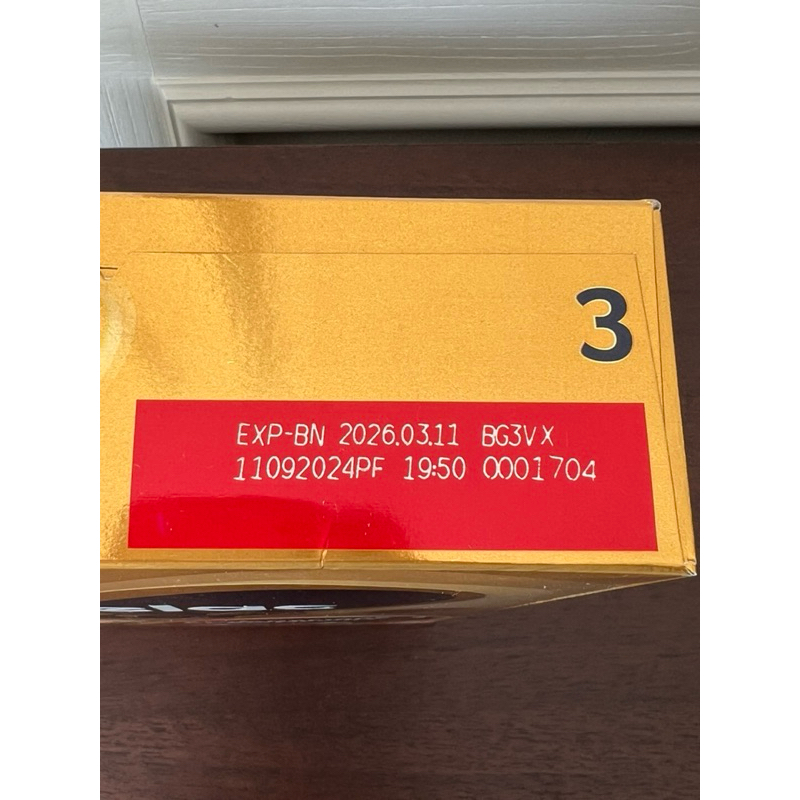 3
EXP-BN 2026.03.11 BG3VX
11092024PF 19:50 0001704